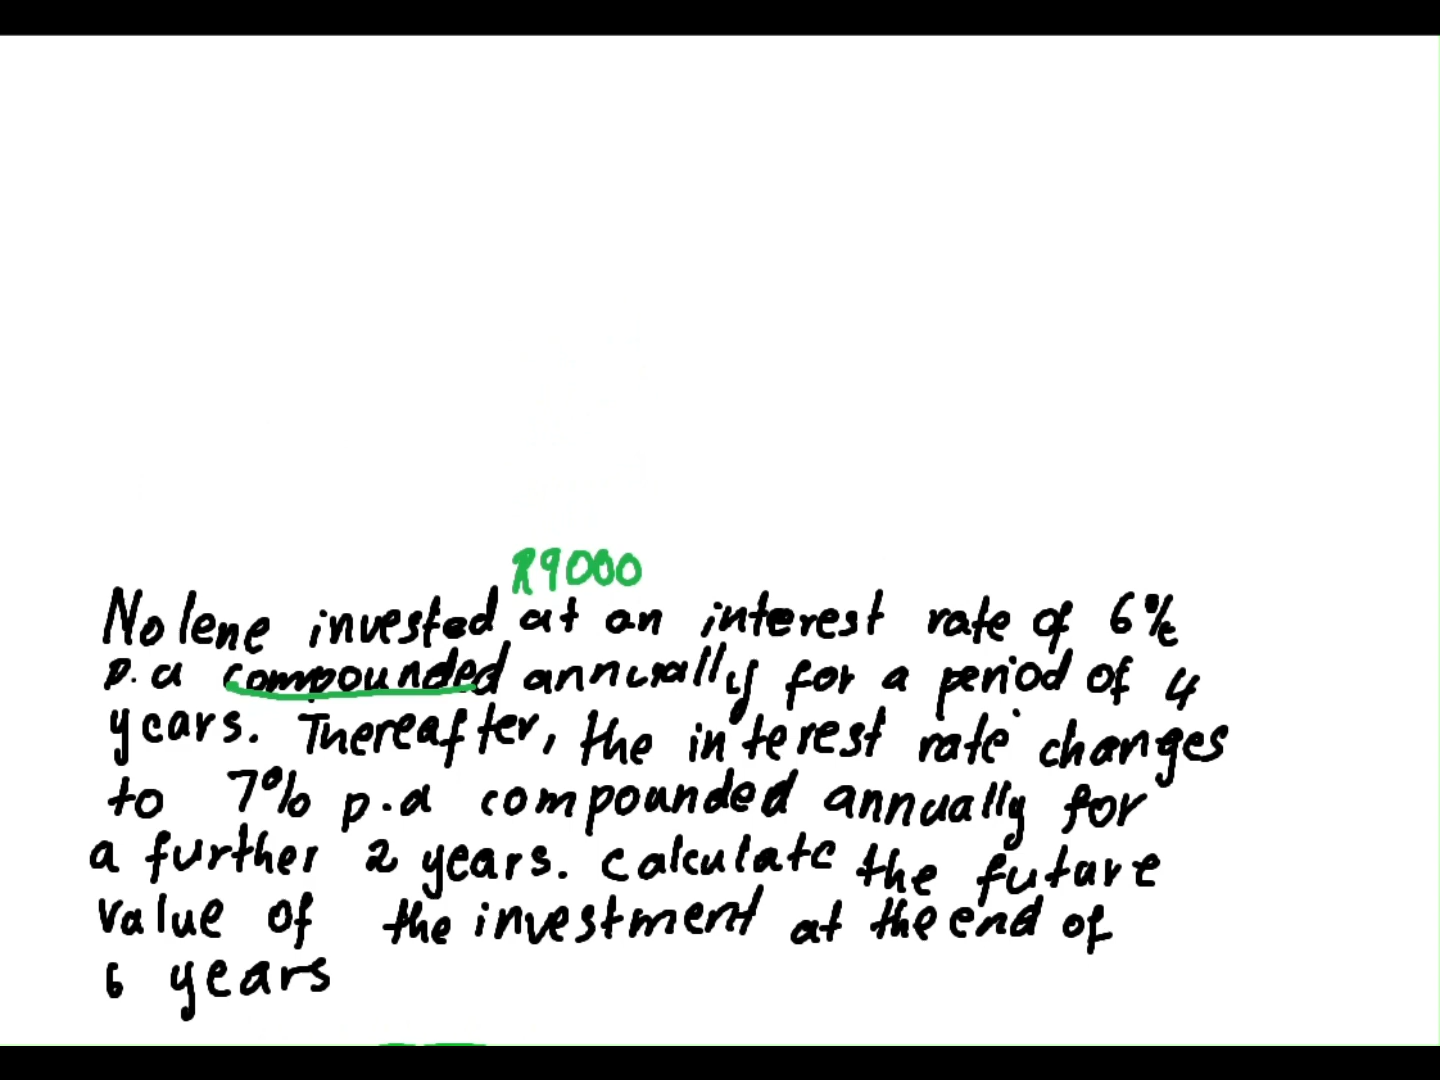 R9000
Nolene invested at an interest rate of 6%
p.a compounded annually for a period of 4
years. Thereafter, the interest rate changes
to 7% p.a compounded annually for
a further 2 years. Calculate the future
value of the investment at the end of
6 years